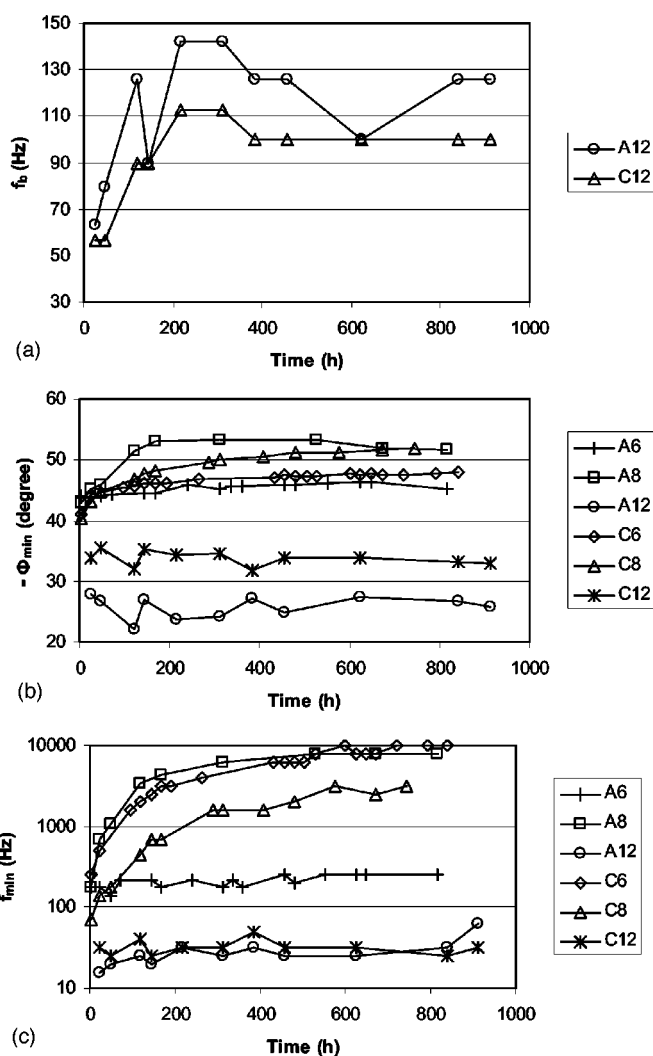 150
130
110
90
70
50
30
f_b (Hz)
0 200 400 600 800 1000
Time (h)
(a)
A12
C12
60
50
40
30
20
- Φmin (degree)
0 200 400 600 800 1000
Time (h)
(b)
A6
A8
A12
C6
C8
C12
10000
1000
100
10
fmin (Hz)
0 200 400 600 800 1000
Time (h)
(c)
A6
A8
A12
C6
C8
C12